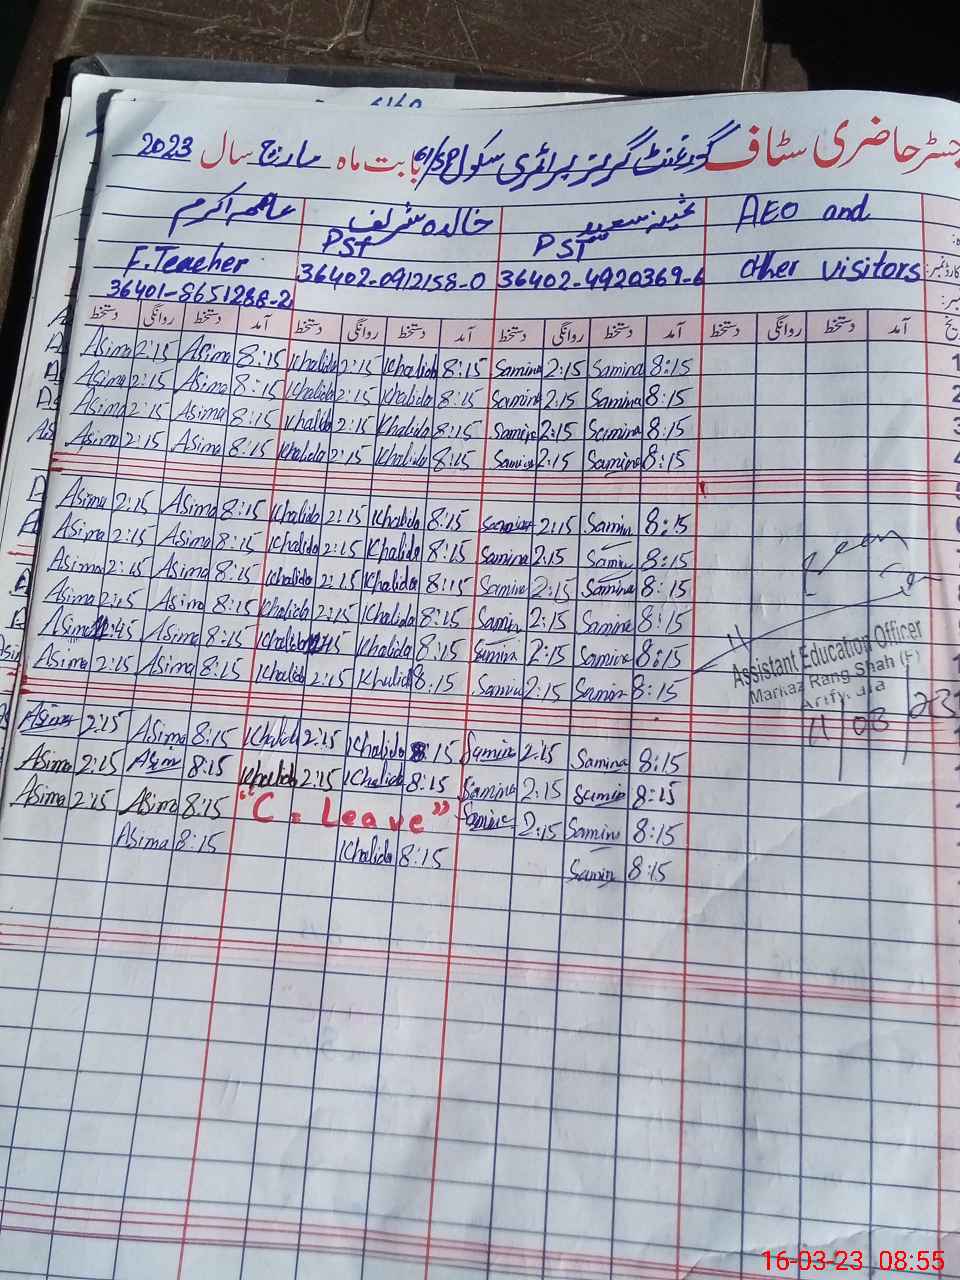 حاضری سٹاف گورنمنٹ گرلز پرائمری سکول 61/SP بابت ماہ مارچ سال 2023
عاصمہ اکرم خالدہ شریف ثمینہ سعید AEO and
F.Teacher PST PST other visitors
36401-8651288-2 36402-0912158-0 36402-4920369-6
دستخط روانگی دستخط آمد دستخط روانگی دستخط آمد دستخط روانگی دستخط آمد دستخط روانگی دستخط آمد
Asima 2:15 Asima 8:15 Khalida 2:15 Khalida 8:15 Samina 2:15 Samina 8:15 1
Asima 2:15 Asima 8:15 Khalida 2:15 Khalida 8:15 Samina 2:15 Samina 8:15 2
Asima 2:15 Asima 8:15 Khalida 2:15 Khalida 8:15 Samina 2:15 Samina 8:15 3
Asima 2:15 Asima 8:15 Khalida 2:15 Khalida 8:15 Samina 2:15 Samina 8:15 4
Asima 2:15 Asima 8:15 Khalida 2:15 Khalida 8:15 Samina 2:15 Samina 8:15
Asima 2:15 Asima 8:15 Khalida 2:15 Khalida 8:15 Samina 2:15 Samina 8:15
Asima 2:15 Asima 8:15 Khalida 2:15 Khalida 8:15 Samina 2:15 Samina 8:15
Asima 2:15 Asima 8:15 Khalida 2:15 Khalida 8:15 Samina 2:15 Samina 8:15
Asima Asima 8:15 Khalida Khalida 8:15 Samina 2:15 Samina 8:15
Asima 2:15 Asima 8:15 Khalida 2:15 Khalida 8:15 Samina 2:15 Samina 8:15
Seen
Assistant Education Officer
Markaz Rang Shah (F)
11/03/23
Asima 2:15 Asima 8:15 Khalida 2:15 Khalida 8:15 Samina 2:15 Samina 8:15
Asima 2:15 Asim 8:15 Khalida 2:15 Khalida 8:15 Samina 2:15 Samina 8:15
Asima 2:15 Asima 8:15 "C. Leave" Samina 2:15 Samina 8:15
Asima 8:15 Khalida 8:15 Samina 8:15
16-03-23 08:55